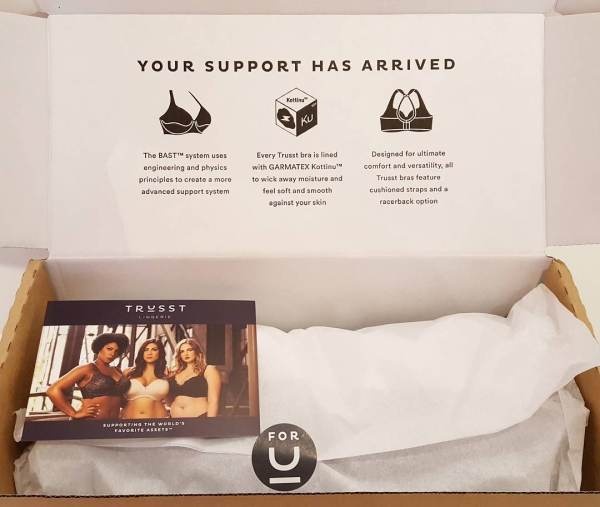 YOUR SUPPORT HAS ARRIVED
Kottinu™
KU
The BAST™ system uses
engineering and physics
principles to create a more
advanced support system
Every Trusst bra is lined
with GARMATEX Kottinu™
to wick away moisture and
feel soft and smooth
against your skin
Designed for ultimate
comfort and versatility, all
Trusst bras feature
cushioned straps and a
racerback option
TRUSST
LINGERIE
SUPPORTING THE WORLD'S
FAVORITE ASSETS™
FOR
U